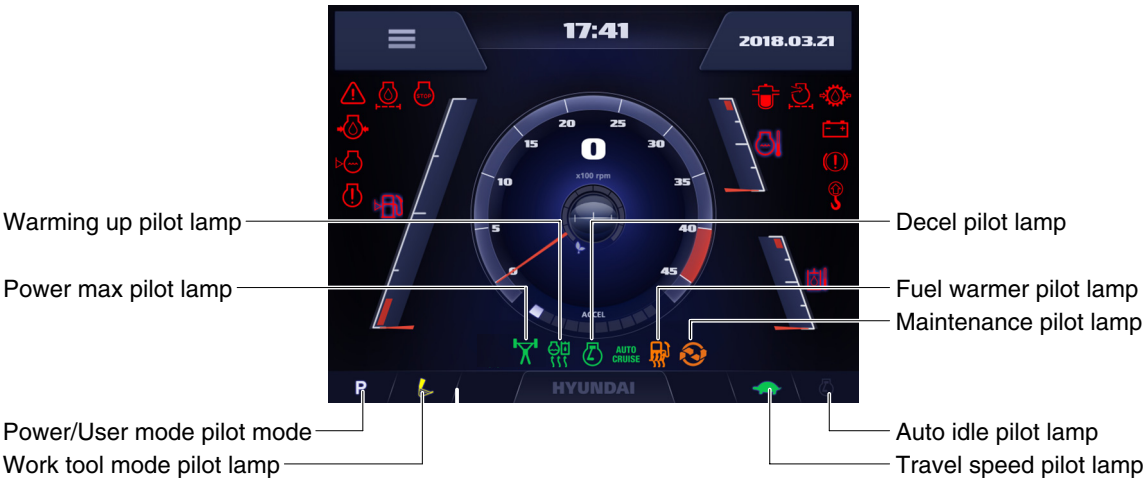 17:41
2018.03.21
STOP
20
25
15
0
30
x100 rpm
10
35
Warming up pilot lamp
Decel pilot lamp
5
40
0
45
Power max pilot lamp
Fuel warmer pilot lamp
ACCEL
Maintenance pilot lamp
AUTO
CRUISE
P
HYUNDAI
Power/User mode pilot mode
Auto idle pilot lamp
Work tool mode pilot lamp
Travel speed pilot lamp